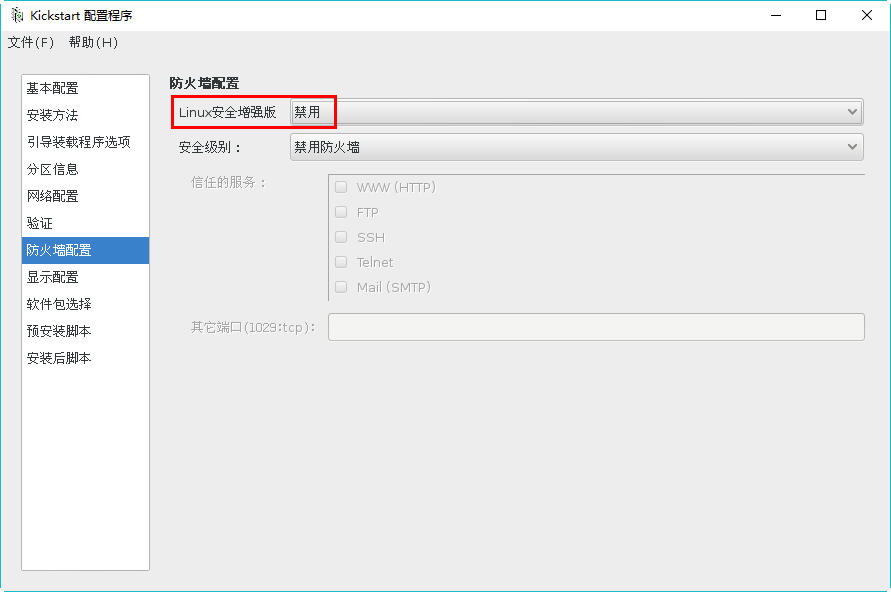 Kickstart 配置程序
文件(F) 帮助(H)
基本配置
安装方法
引导装载程序选项
分区信息
网络配置
验证
防火墙配置
显示配置
软件包选择
预安装脚本
安装后脚本
防火墙配置
Linux安全增强版 禁用
安全级别： 禁用防火墙
信任的服务：
WWW (HTTP)
FTP
SSH
Telnet
Mail (SMTP)
其它端口(1029:tcp)：